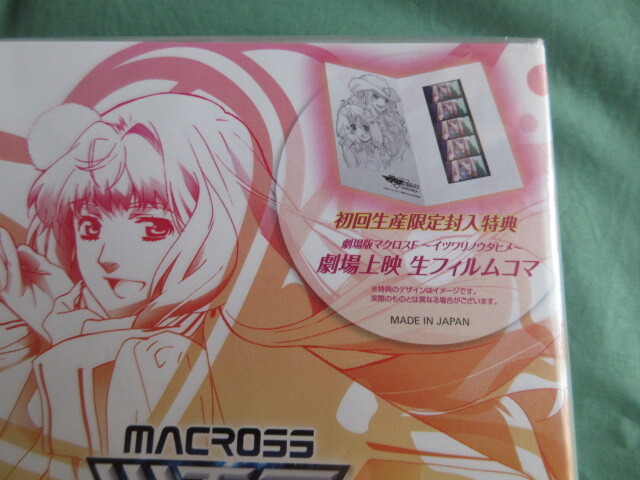 初回生産限定封入特典
劇場版マクロスF ～イツワリノウタヒメ～
劇場上映 生フィルムコマ
※特典のデザインはイメージです。
実際のものとは異なる場合がございます。
MADE IN JAPAN
MACROSS